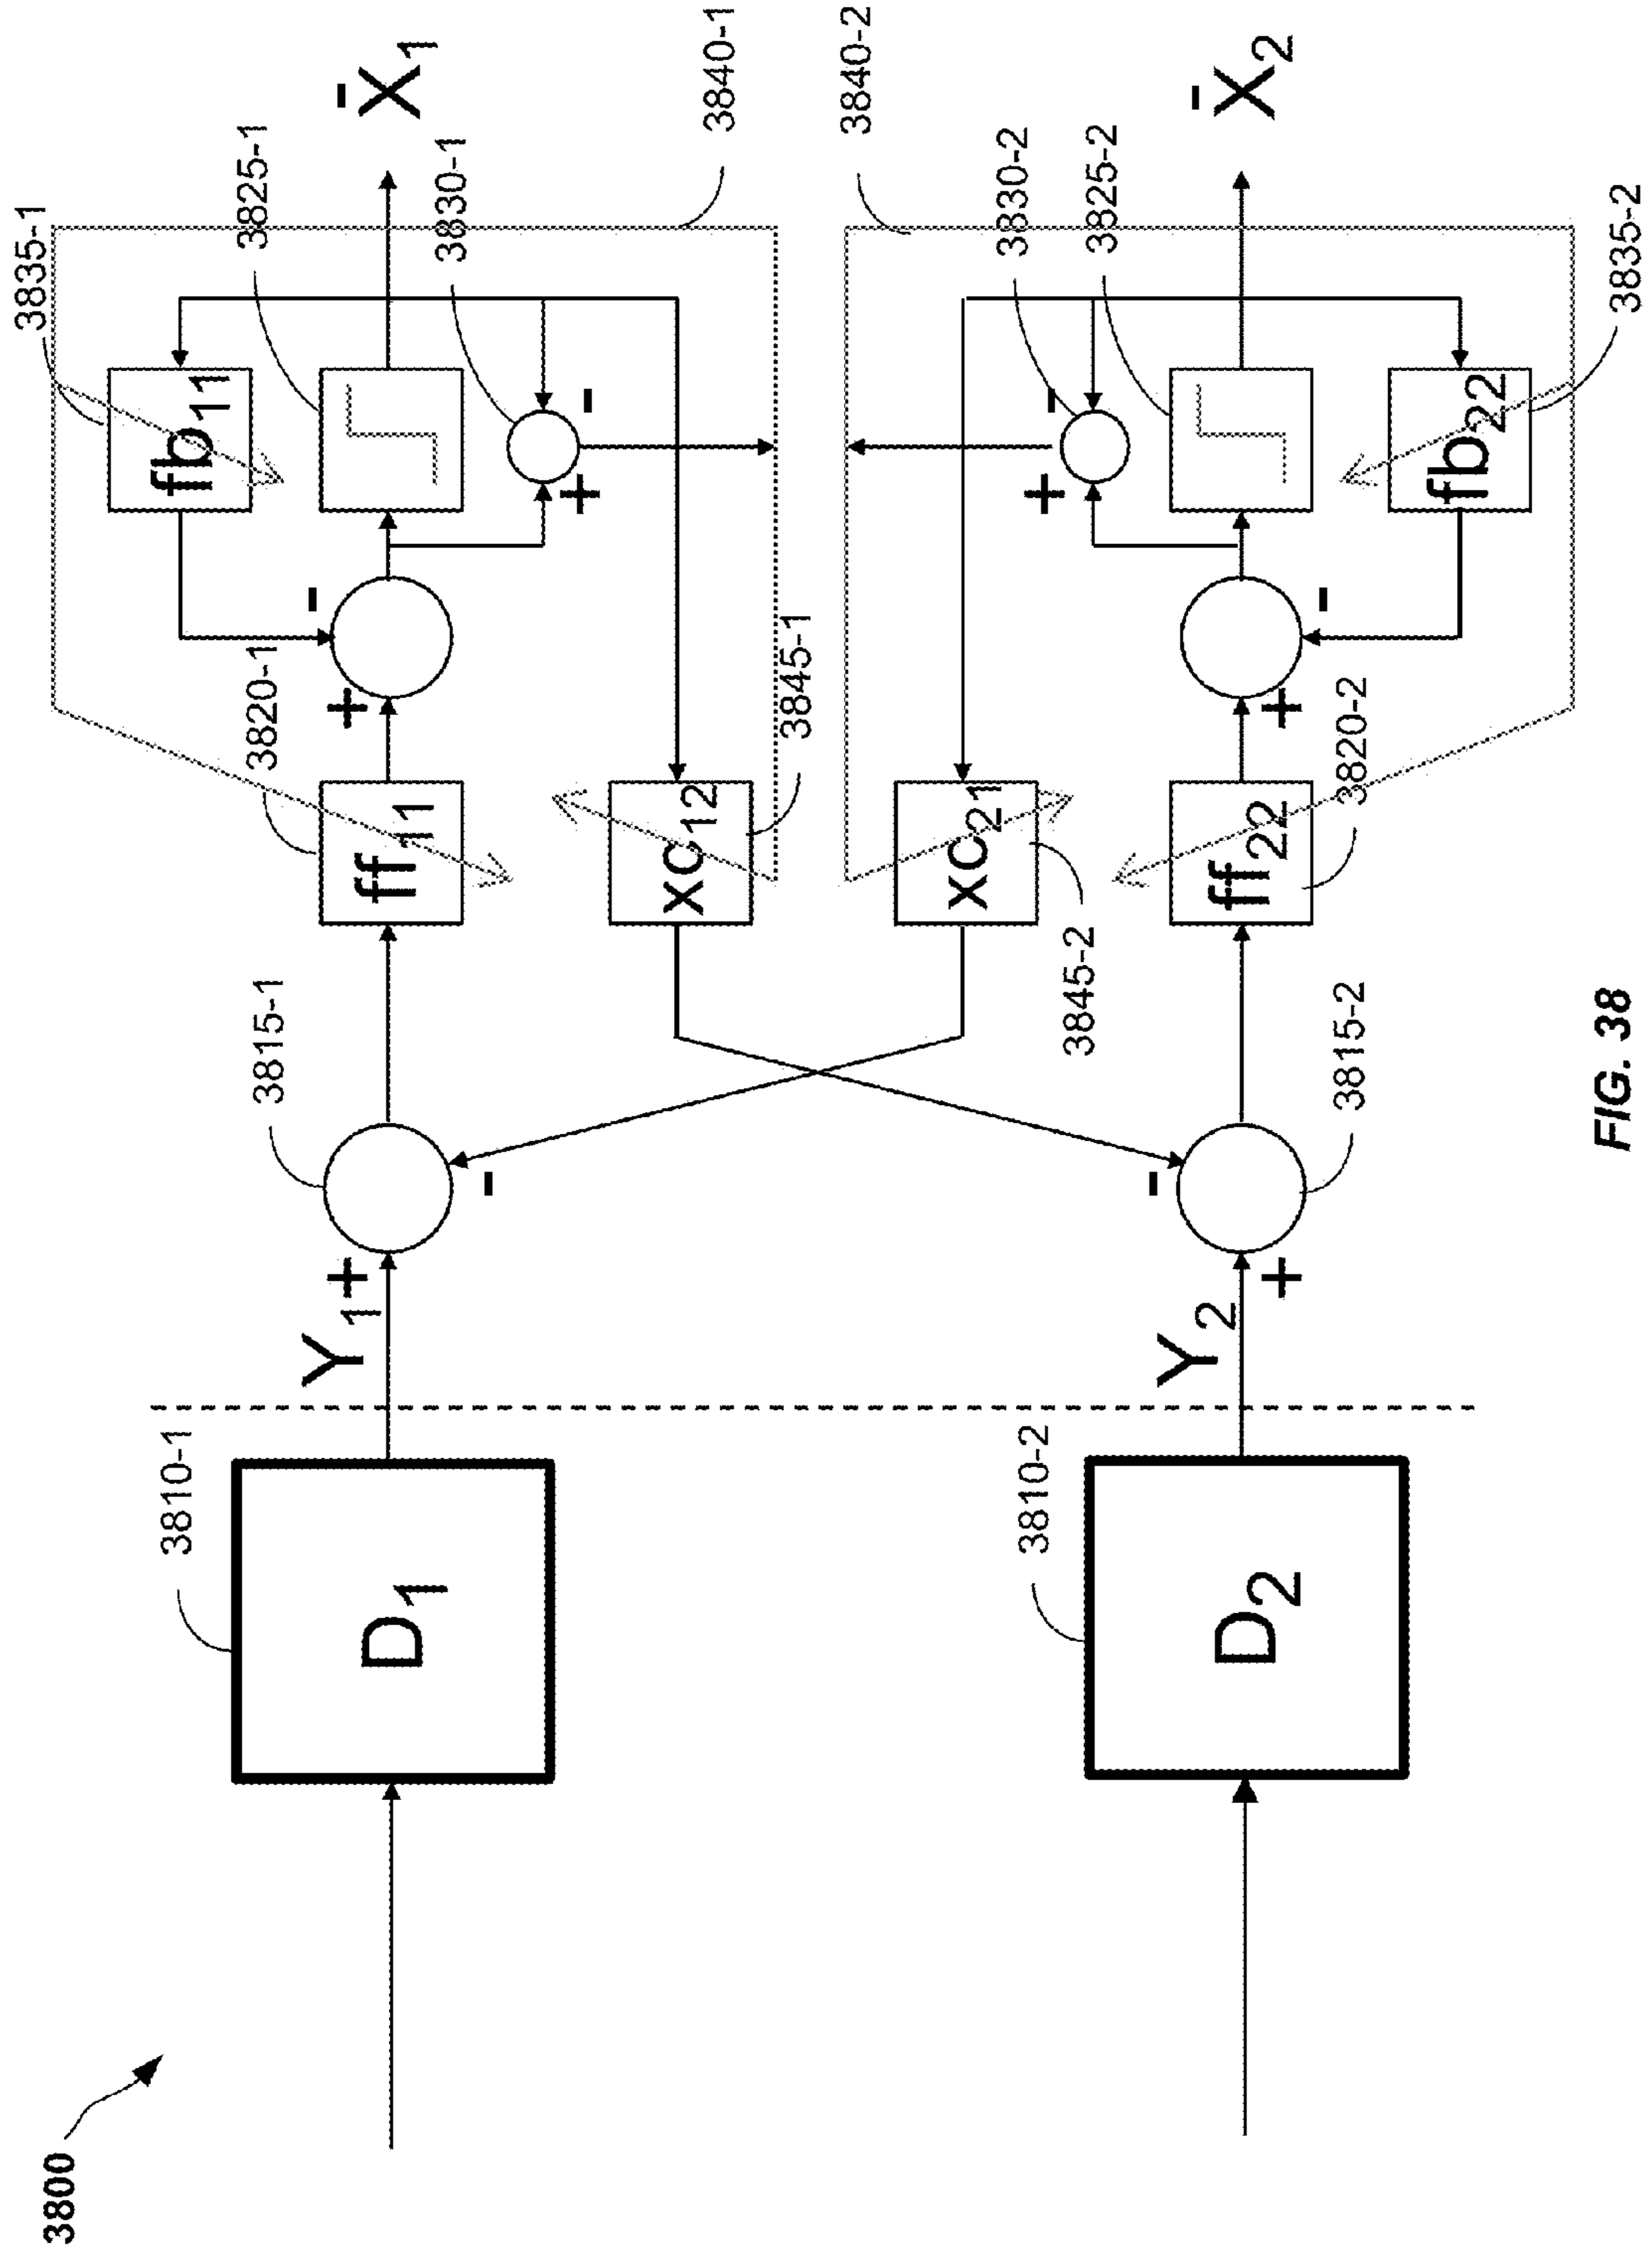 3800
3810-1
D1
Y1
+
-
3815-1
ff11
3820-1
+
-
fb11
3835-1
3825-1
+
-
3830-1
X̄1
3840-1
xc12
3845-1
3840-2
xc21
3845-2
+
-
3830-2
3825-2
X̄2
3810-2
D2
Y2
+
-
3815-2
ff22
3820-2
+
-
fb22
3835-2
FIG. 38